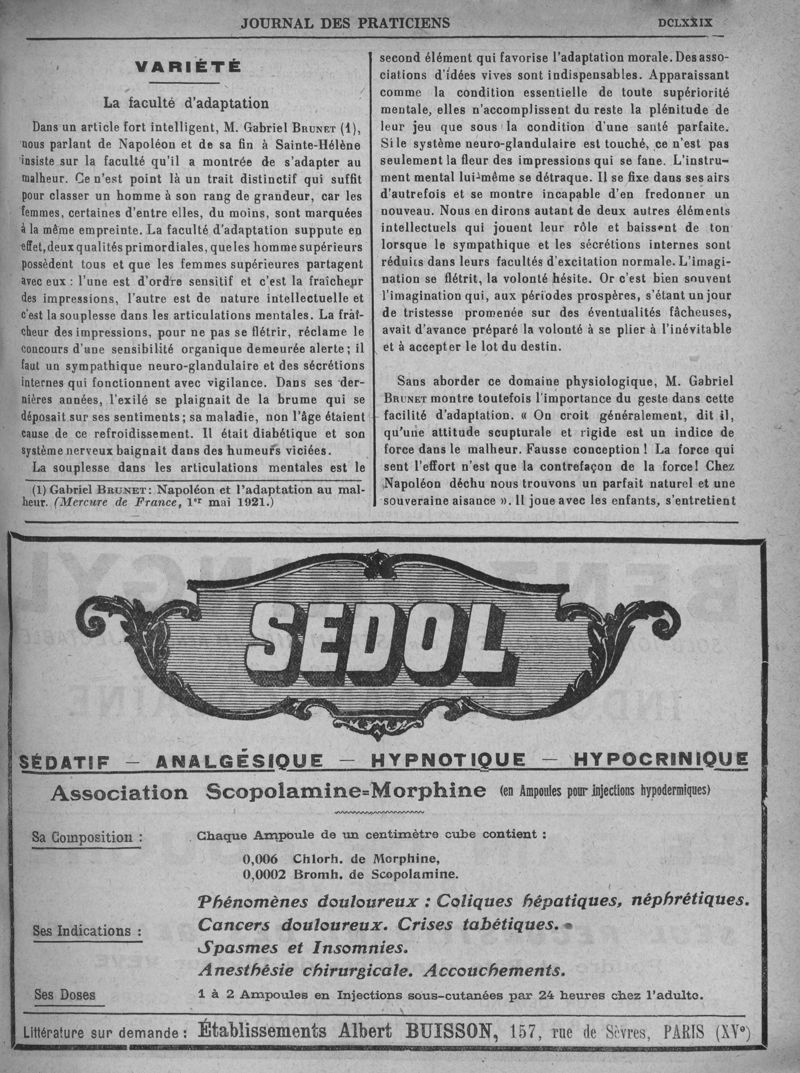 JOURNAL DES PRATICIENS
DCLXXIX
VARIÉTÉ
La faculté d'adaptation
Dans un article fort intelligent, M. Gabriel BRUNET (1),
nous parlant de Napoléon et de sa fin à Sainte-Hélène
insiste sur la faculté qu'il a montrée de s'adapter au
malheur. Ce n'est point là un trait distinctif qui suffit
pour classer un homme à son rang de grandeur, car les
femmes, certaines d'entre elles, du moins, sont marquées
à la même empreinte. La faculté d'adaptation suppute en
effet, deux qualités primordiales, que les homme supérieurs
possèdent tous et que les femmes supérieures partagent
avec eux : l'une est d'ordre sensitif et c'est la fraîcheur
des impressions, l'autre est de nature intellectuelle et
c'est la souplesse dans les articulations mentales. La fraî-
cheur des impressions, pour ne pas se flétrir, réclame le
concours d'une sensibilité organique demeurée alerte ; il
faut un sympathique neuro-glandulaire et des sécrétions
internes qui fonctionnent avec vigilance. Dans ses der-
nières années, l'exilé se plaignait de la brume qui se
déposait sur ses sentiments ; sa maladie, non l'âge étaient
cause de ce refroidissement. Il était diabétique et son
système nerveux baignait dans des humeurs viciées.
La souplesse dans les articulations mentales est le
(1) Gabriel BRUNET : Napoléon et l'adaptation au mal-
heur. (Mercure de France, 1er mai 1921.)
second élément qui favorise l'adaptation morale. Des asso-
ciations d'idées vives sont indispensables. Apparaissant
comme la condition essentielle de toute supériorité
mentale, elles n'accomplissent du reste la plénitude de
leur jeu que sous la condition d'une santé parfaite.
Si le système neuro-glandulaire est touché, ce n'est pas
seulement la fleur des impressions qui se fane. L'instru-
ment mental lui-même se détraque. Il se fixe dans ses airs
d'autrefois et se montre incapable d'en fredonner un
nouveau. Nous en dirons autant de deux autres éléments
intellectuels qui jouent leur rôle et baissent de ton
lorsque le sympathique et les sécrétions internes sont
réduits dans leurs facultés d'excitation normale. L'imagi-
nation se flétrit, la volonté hésite. Or c'est bien souvent
l'imagination qui, aux périodes prospères, s'étant un jour
de tristesse promenée sur des éventualités fâcheuses,
avait d'avance préparé la volonté à se plier à l'inévitable
et à accepter le lot du destin.
Sans aborder ce domaine physiologique, M. Gabriel
BRUNET montre toutefois l'importance du geste dans cette
facilité d'adaptation. « On croit généralement, dit il,
qu'une attitude scupturale et rigide est un indice de
force dans le malheur. Fausse conception ! La force qui
sent l'effort n'est que la contrefaçon de la force ! Chez
Napoléon déchu nous trouvons un parfait naturel et une
souveraine aisance ». Il joue avec les enfants, s'entretient
SEDOL
SÉDATIF — ANALGÉSIQUE — HYPNOTIQUE — HYPOCRINIQUE
Association Scopolamine=Morphine (en Ampoules pour injections hypodermiques)
Sa Composition :
Chaque Ampoule de un centimètre cube contient :
0,006 Chlorh. de Morphine,
0,0002 Bromh. de Scopolamine.
Ses Indications :
Phénomènes douloureux : Coliques hépatiques, néphrétiques.
Cancers douloureux. Crises tabétiques.
Spasmes et Insomnies.
Anesthésie chirurgicale. Accouchements.
Ses Doses
1 à 2 Ampoules en Injections sous-cutanées par 24 heures chez l'adulte.
Littérature sur demande : Établissements Albert BUISSON, 157, rue de Sèvres, PARIS (XVe)